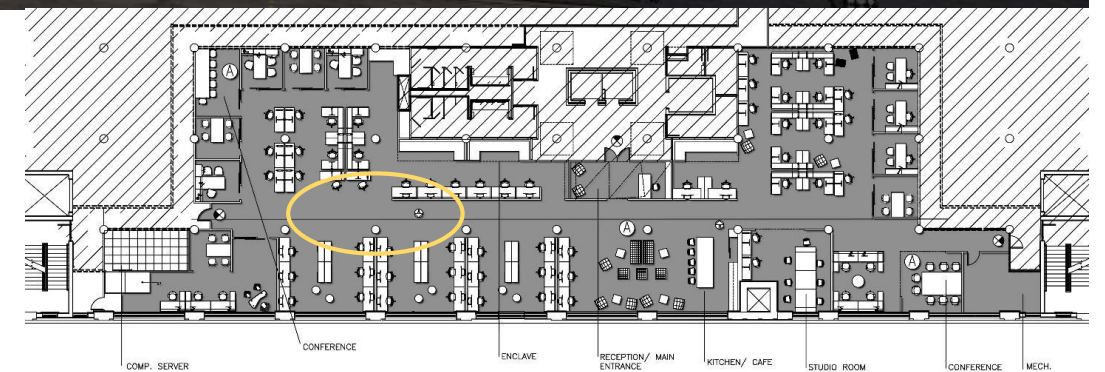 A
A
A
COMP. SERVER
CONFERENCE
ENCLAVE
RECEPTION/ MAIN
ENTRANCE
KITCHEN/ CAFE
STUDIO ROOM
CONFERENCE
MECH.